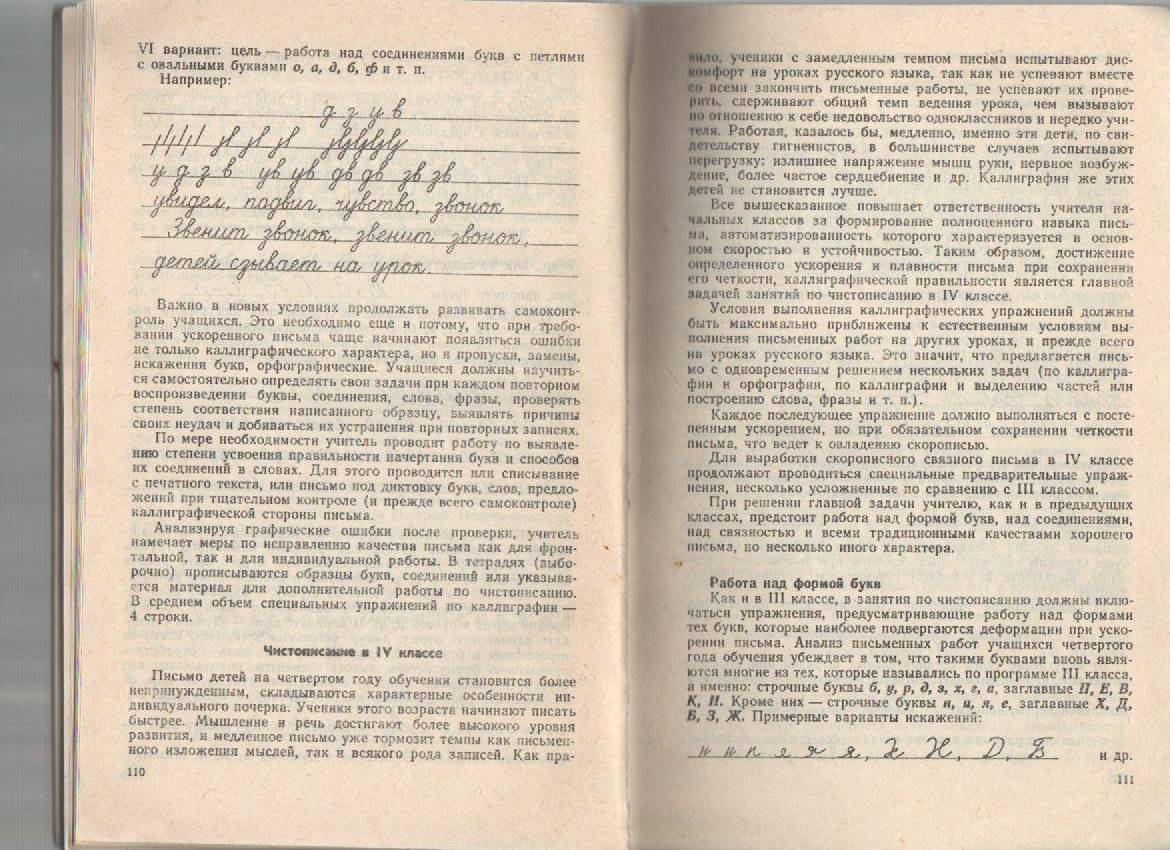 VI вариант: цель — работа над соединениями букв с петлями
с овальными буквами о, а, д, б, ф и т. п.
Например:
д з у в
у д з в ув ув дв дв зв зв
увидел, подвиг, чувство, звонок
Звенит звонок, звенит звонок,
детей сзывает на урок.
Важно в новых условиях продолжать развивать самоконт-
роль учащихся. Это необходимо еще и потому, что при требо-
вании ускоренного письма чаще начинают появляться ошибки
не только каллиграфического характера, но и пропуски, замены,
искажения букв, орфографические. Учащиеся должны научить-
ся самостоятельно определять свои задачи при каждом повторном
воспроизведении буквы, соединения, слова, фразы, проверять
степень соответствия написанного образцу, выявлять причины
своих неудач и добиваться их устранения при повторных записях.
По мере необходимости учитель проводит работу по выявле-
нию степени усвоения правильности начертания букв и способов
их соединений в словах. Для этого проводится или списывание
с печатного текста, или письмо под диктовку букв, слов, предло-
жений при тщательном контроле (и прежде всего самоконтроле)
каллиграфической стороны письма.
Анализируя графические ошибки после проверки, учитель
намечает меры по исправлению качества письма как для фрон-
тальной, так и для индивидуальной работы. В тетрадях (выбо-
рочно) прописываются образцы букв, соединений или указыва-
ется материал для дополнительной работы по чистописанию.
В среднем объем специальных упражнений по каллиграфии —
4 строки.
Чистописание в IV классе
Письмо детей на четвертом году обучения становится более
непринужденным, складываются характерные особенности ин-
дивидуального почерка. Ученики этого возраста начинают писать
быстрее. Мышление и речь достигают более высокого уровня
развития, и медленное письмо уже тормозит темпы как письмен-
ного изложения мыслей, так и всякого рода записей. Как пра-
110
вило, ученики с замедленным темпом письма испытывают дис-
комфорт на уроках русского языка, так как не успевают вместе
со всеми закончить письменные работы, не успевают их прове-
рить, сдерживают общий темп ведения урока, чем вызывают
по отношению к себе недовольство одноклассников и нередко учи-
теля. Работая, казалось бы, медленно, именно эти дети, по сви-
детельству гигиенистов, в большинстве случаев испытывают
перегрузку: излишнее напряжение мышц руки, нервное возбуж-
дение, более частое сердцебиение и др. Каллиграфия же этих
детей не становится лучше.
Все вышесказанное повышает ответственность учителя на-
чальных классов за формирование полноценного навыка пись-
ма, автоматизированность которого характеризуется в основ-
ном скоростью и устойчивостью. Таким образом, достижение
определенного ускорения и плавности письма при сохранении
его четкости, каллиграфической правильности является главной
задачей занятий по чистописанию в IV классе.
Условия выполнения каллиграфических упражнений должны
быть максимально приближены к естественным условиям вы-
полнения письменных работ на других уроках, и прежде всего
на уроках русского языка. Это значит, что предлагается пись-
мо с одновременным решением нескольких задач (по каллигра-
фии и орфографии, по каллиграфии и выделению частей или
построению слова, фразы и т. п.).
Каждое последующее упражнение должно выполняться с посте-
пенным ускорением, но при обязательном сохранении четкости
письма, что ведет к овладению скорописью.
Для выработки скорописного связного письма в IV классе
продолжают проводиться специальные предварительные упраж-
нения, несколько усложненные по сравнению с III классом.
При решении главной задачи учителю, как и в предыдущих
классах, предстоит работа над формой букв, над соединениями,
над связностью и всеми традиционными качествами хорошего
письма, но несколько иного характера.
Работа над формой букв
Как и в III классе, в занятия по чистописанию должны вклю-
чаться упражнения, предусматривающие работу над формами
тех букв, которые наиболее подвергаются деформации при уско-
рении письма. Анализ письменных работ учащихся четвертого
года обучения убеждает в том, что такими буквами вновь явля-
ются многие из тех, которые назывались по программе III класса,
а именно: строчные буквы б, у, р, д, з, х, г, а, заглавные П, Е, В,
К, Н. Кроме них — строчные буквы н, и, я, е, заглавные Х, Д,
Б, З, Ж. Примерные варианты искажений:
и др.
111